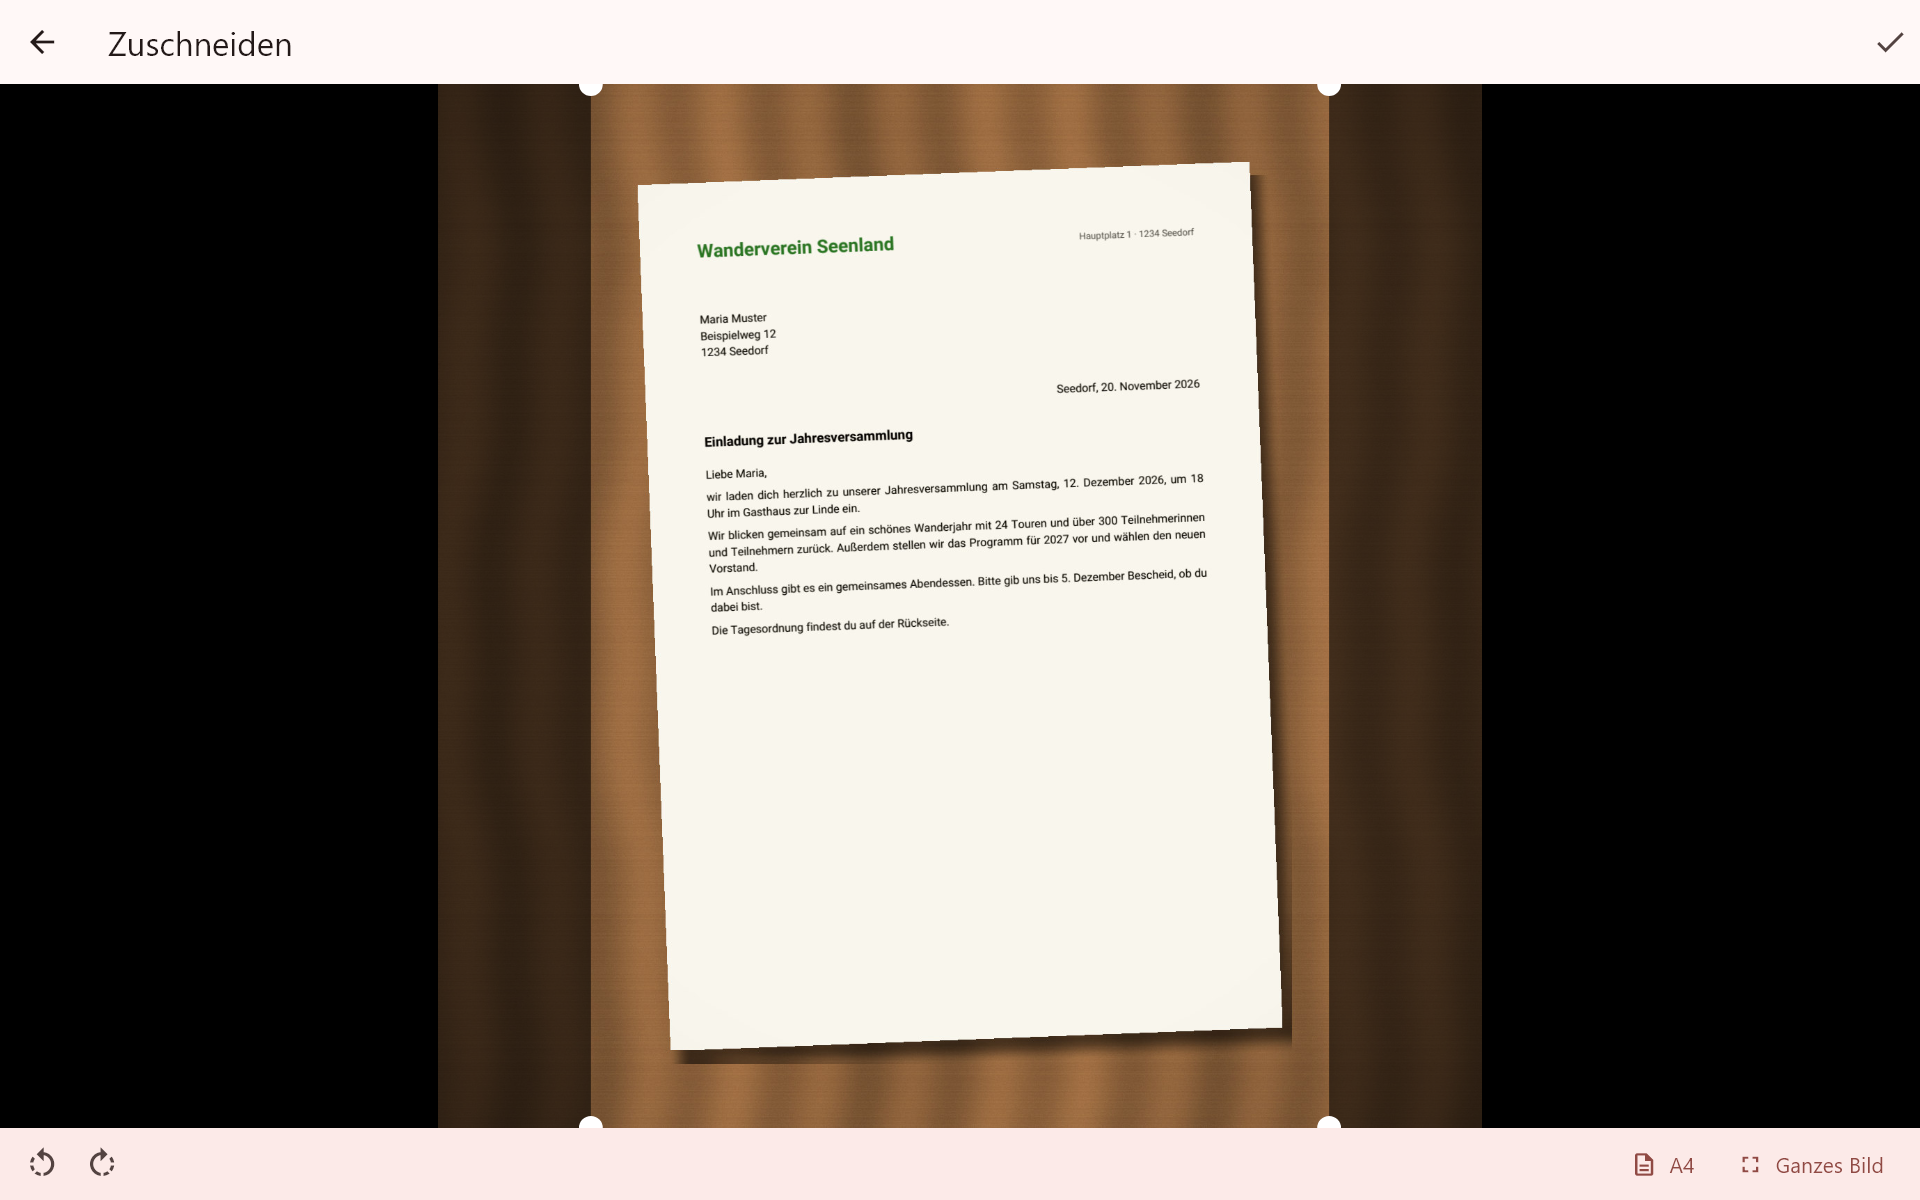 Zuschneiden
Wanderverein Seenland
Hauptplatz 1 · 1234 Seedorf
Maria Muster
Beispielweg 12
1234 Seedorf
Seedorf, 20. November 2026
Einladung zur Jahresversammlung
Liebe Maria,
wir laden dich herzlich zu unserer Jahresversammlung am Samstag, 12. Dezember 2026, um 18
Uhr im Gasthaus zur Linde ein.
Wir blicken gemeinsam auf ein schönes Wanderjahr mit 24 Touren und über 300 Teilnehmerinnen
und Teilnehmern zurück. Außerdem stellen wir das Programm für 2027 vor und wählen den neuen
Vorstand.
Im Anschluss gibt es ein gemeinsames Abendessen. Bitte gib uns bis 5. Dezember Bescheid, ob du
dabei bist.
Die Tagesordnung findest du auf der Rückseite.
A4
Ganzes Bild